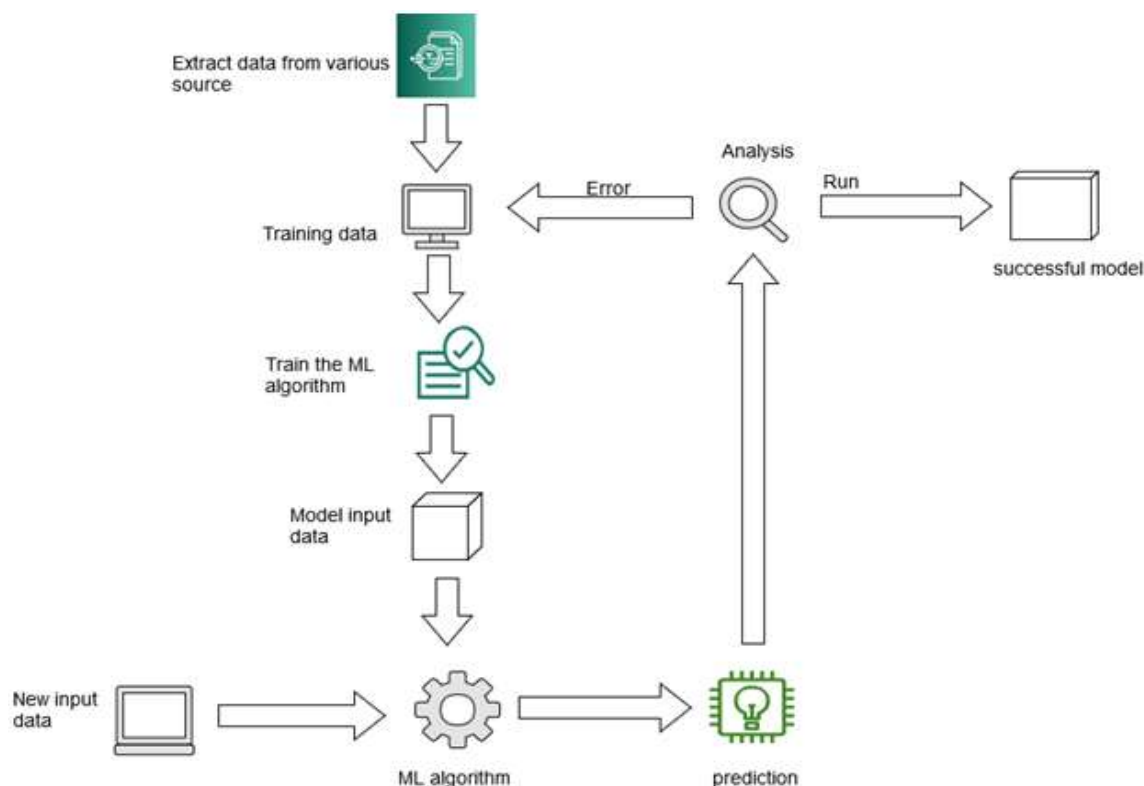 Extract data from various
source
Analysis
Error
Run
Training data
successful model
Train the ML
algorithm
Model input
data
New input
data
ML algorithm
prediction